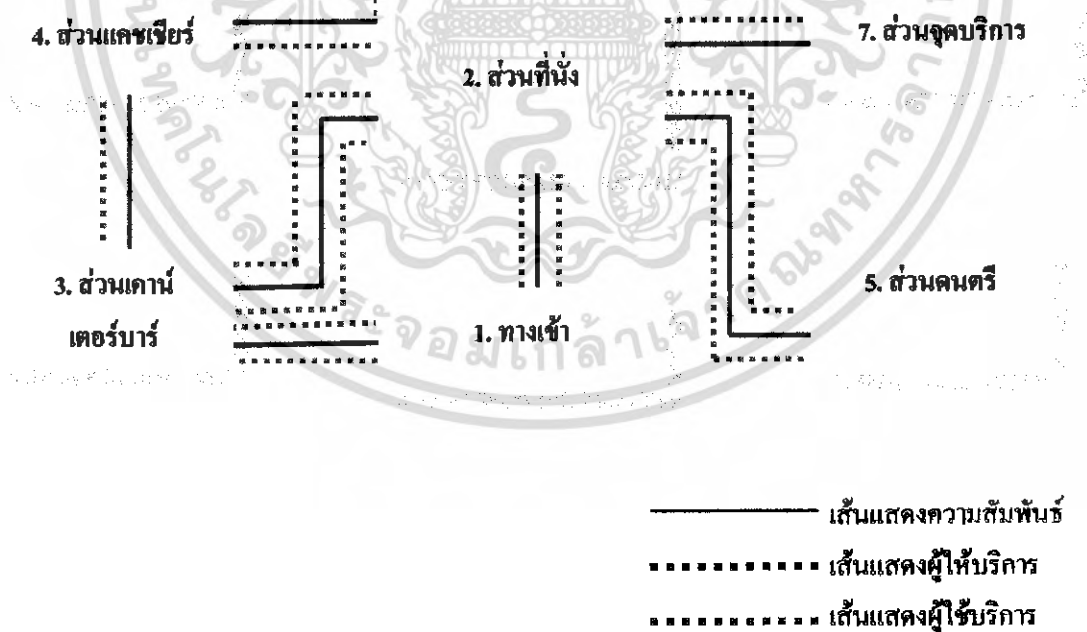 4. ส่วนแคชเชียร์
7. ส่วนจุดบริการ
2. ส่วนที่นั่ง
3. ส่วนเคาน์
เตอร์บาร์
1. ทางเข้า
5. ส่วนดนตรี
เส้นแสดงความสัมพันธ์
เส้นแสดงผู้ให้บริการ
เส้นแสดงผู้ใช้บริการ